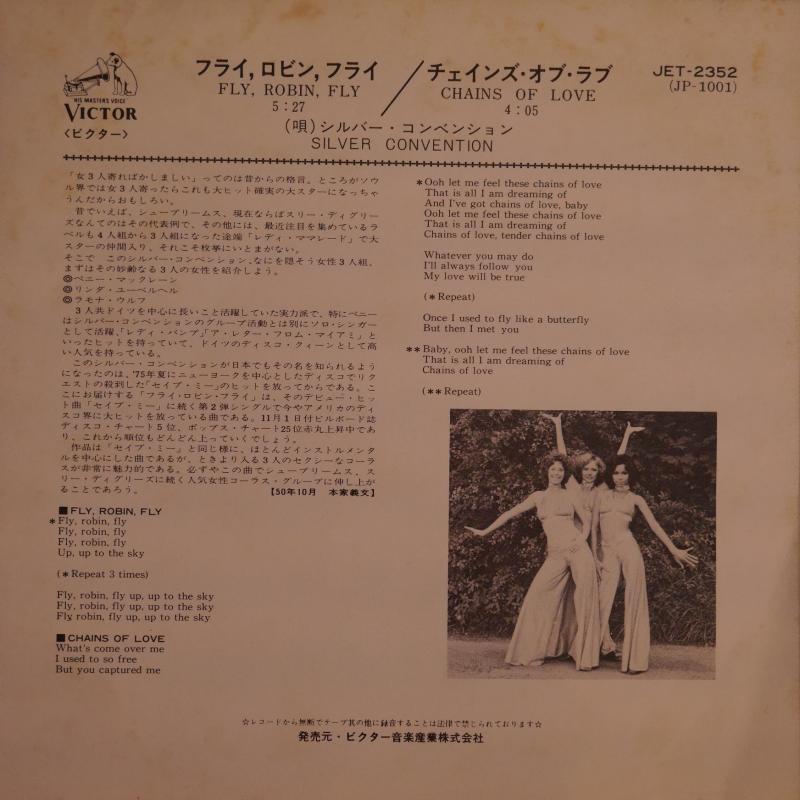 HIS MASTER'S VOICE
VICTOR
〈ビクター〉
フライ, ロビン, フライ
FLY, ROBIN, FLY
5：27
／
チェインズ・オブ・ラブ
CHAINS OF LOVE
4：05
JET-2352
(JP-1001)
(唄) シルバー・コンベンション
SILVER CONVENTION
「女3人寄ればかしましい」ってのは昔からの格言。ところがソウ
ル界では女3人寄ったらこれも大ヒット確実の大スターになっちゃ
うんだからおもしろい。
昔でいえば、シュープリームス、現在ならばスリー・ディグリー
ズなんてのはその代表例で、その他には、最近注目を集めているラ
ベルも4人組から3人組になった途端「レディ・ママレード」で大
スターの仲間入り、それこそ枚挙にいとまがない。
そこで このシルバー・コンベンション、なにを隠そう女性3人組、
まずはその妙齢なる3人の女性を紹介しよう。
◎ペニー・マックレーン
◎リンダ・ユーベルヘル
◎ラモナ・ウルフ
3人共ドイツを中心に長いこと活躍していた実力派で、特にペニー
はシルバー・コンベンションのグループ活動とは別にソロ・シンガー
として活躍、「レディ・バンプ」「ア・レター・フロム・マイアミ」と
いったヒットを持っていて、ドイツのディスコ・クィーンとして高
い人気を持っている。
このシルバー・コンベンションが日本でもその名を知られるよう
になったのは、'75年夏にニューヨークを中心としたディスコでリク
エストの殺到した「セイブ・ミー」のヒットを放ってからである。こ
こにお届けする「フライ・ロビン・フライ」は、そのデビュー・ヒッ
ト曲「セイブ・ミー」に続く第2弾シングルで今やアメリカのディ
スコ界に大ヒットを放っている曲である。11月1日付ビルボード誌
ディスコ・チャート5位、ポップス・チャート25位赤丸上昇中であ
り、これから順位もどんどん上っていくでしょう。
作品は「セイブ・ミー」と同じ様に、ほとんどインストルメンタ
ルを中心にした曲であるが、ときより入る3人のセクシーなコーラ
スが非常に魅力的である。必ずやこの曲でシュープリームス、ス
リー・ディグリーズに続く人気女性コーラス・グループに伸し上が
ることであろう。
【50年10月 本家義文】
■FLY, ROBIN, FLY
*Fly, robin, fly
Fly, robin, fly
Fly, robin, fly
Up, up to the sky
(*Repeat 3 times)
Fly, robin, fly up, up to the sky
Fly, robin, fly up, up to the sky
Fly, robin, fly up, up to the sky
■CHAINS OF LOVE
What's come over me
I used to so free
But you captured me
*Ooh let me feel these chains of love
That is all I am dreaming of
And I've got chains of love, baby
Ooh let me feel these chains of love
That is all I am dreaming of
Chains of love, tender chains of love
Whatever you may do
I'll always follow you
My love will be true
(*Repeat)
Once I used to fly like a butterfly
But then I met you
**Baby, ooh let me feel these chains of love
That is all I am dreaming of
Chains of love
(**Repeat)
☆レコードから無断でテープ其の他に録音することは法律で禁じられております☆
発売元・ビクター音楽産業株式会社